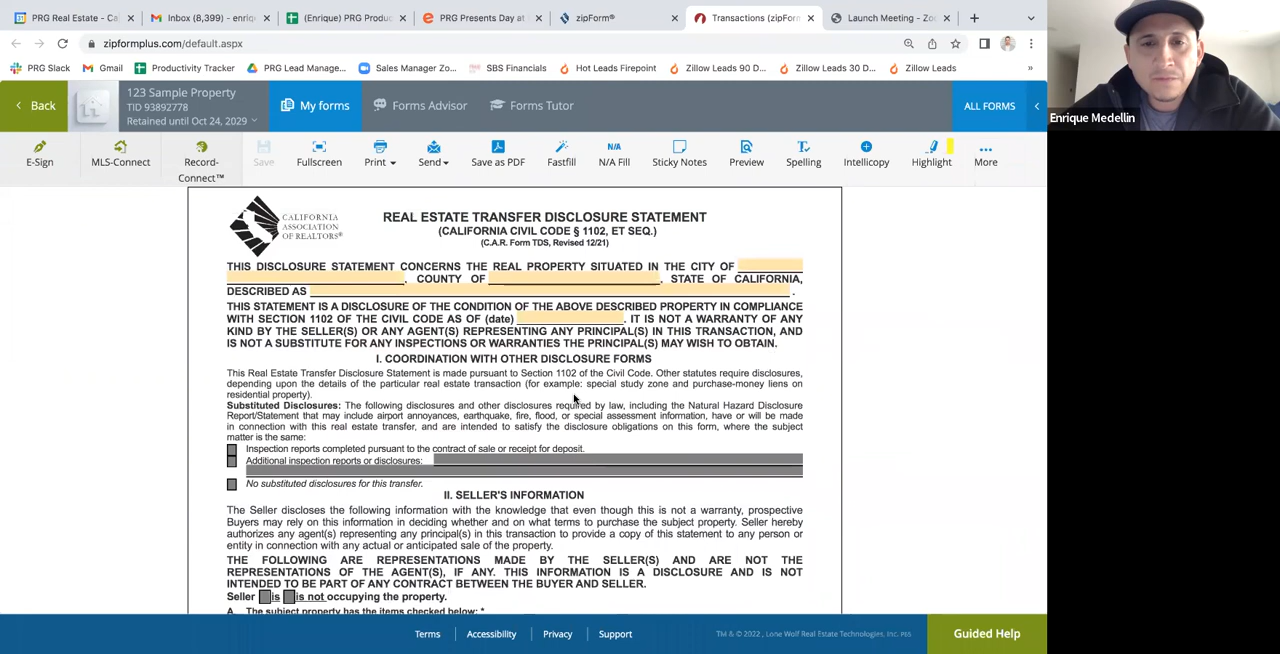 PRG Real Estate - Ca
Inbox (8,399) - enriq
(Enrique) PRG Produc
PRG Presents Day at
zipForm®
Transactions (zipForm
Launch Meeting - Zoo
zipformplus.com/default.aspx
PRG Slack
Gmail
Productivity Tracker
PRG Lead Manage...
Sales Manager Zo...
SBS Financials
Hot Leads Firepoint
Zillow Leads 90 D...
Zillow Leads 30 D...
Zillow Leads
»
Back
123 Sample Property
TID 93892778
Retained until Oct 24, 2029
My forms
Forms Advisor
Forms Tutor
ALL FORMS
Enrique Medellin
E-Sign
MLS-Connect
Record-
Connect™
Save
Fullscreen
Print
Send
Save as PDF
Fastfill
N/A
N/A Fill
Sticky Notes
Preview
Spelling
Intellicopy
Highlight
More
CALIFORNIA
ASSOCIATION
OF REALTORS®
REAL ESTATE TRANSFER DISCLOSURE STATEMENT
(CALIFORNIA CIVIL CODE § 1102, ET SEQ.)
(C.A.R. Form TDS, Revised 12/21)
THIS DISCLOSURE STATEMENT CONCERNS THE REAL PROPERTY SITUATED IN THE CITY OF
, COUNTY OF , STATE OF CALIFORNIA,
DESCRIBED AS .
THIS STATEMENT IS A DISCLOSURE OF THE CONDITION OF THE ABOVE DESCRIBED PROPERTY IN COMPLIANCE
WITH SECTION 1102 OF THE CIVIL CODE AS OF (date) . IT IS NOT A WARRANTY OF ANY
KIND BY THE SELLER(S) OR ANY AGENT(S) REPRESENTING ANY PRINCIPAL(S) IN THIS TRANSACTION, AND
IS NOT A SUBSTITUTE FOR ANY INSPECTIONS OR WARRANTIES THE PRINCIPAL(S) MAY WISH TO OBTAIN.
I. COORDINATION WITH OTHER DISCLOSURE FORMS
This Real Estate Transfer Disclosure Statement is made pursuant to Section 1102 of the Civil Code. Other statutes require disclosures,
depending upon the details of the particular real estate transaction (for example: special study zone and purchase-money liens on
residential property).
Substituted Disclosures: The following disclosures and other disclosures required by law, including the Natural Hazard Disclosure
Report/Statement that may include airport annoyances, earthquake, fire, flood, or special assessment information, have or will be made
in connection with this real estate transfer, and are intended to satisfy the disclosure obligations on this form, where the subject
matter is the same:
Inspection reports completed pursuant to the contract of sale or receipt for deposit.
Additional inspection reports or disclosures:
No substituted disclosures for this transfer.
II. SELLER'S INFORMATION
The Seller discloses the following information with the knowledge that even though this is not a warranty, prospective
Buyers may rely on this information in deciding whether and on what terms to purchase the subject property. Seller hereby
authorizes any agent(s) representing any principal(s) in this transaction to provide a copy of this statement to any person or
entity in connection with any actual or anticipated sale of the property.
THE FOLLOWING ARE REPRESENTATIONS MADE BY THE SELLER(S) AND ARE NOT THE
REPRESENTATIONS OF THE AGENT(S), IF ANY. THIS INFORMATION IS A DISCLOSURE AND IS NOT
INTENDED TO BE PART OF ANY CONTRACT BETWEEN THE BUYER AND SELLER.
Seller is is not occupying the property.
A. The subject property has the items checked below: *
Terms
Accessibility
Privacy
Support
™ & © 2022 , Lone Wolf Real Estate Technologies, Inc.
Guided Help